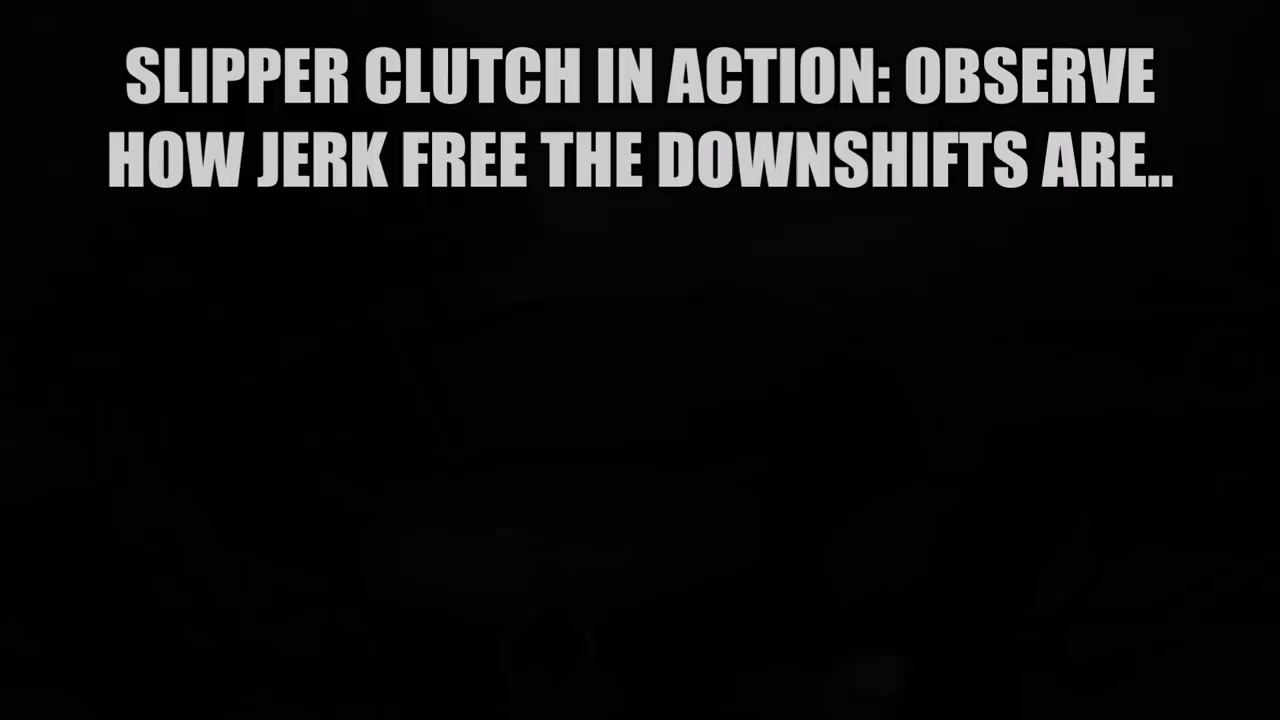 SLIPPER CLUTCH IN ACTION: OBSERVE
HOW JERK FREE THE DOWNSHIFTS ARE..